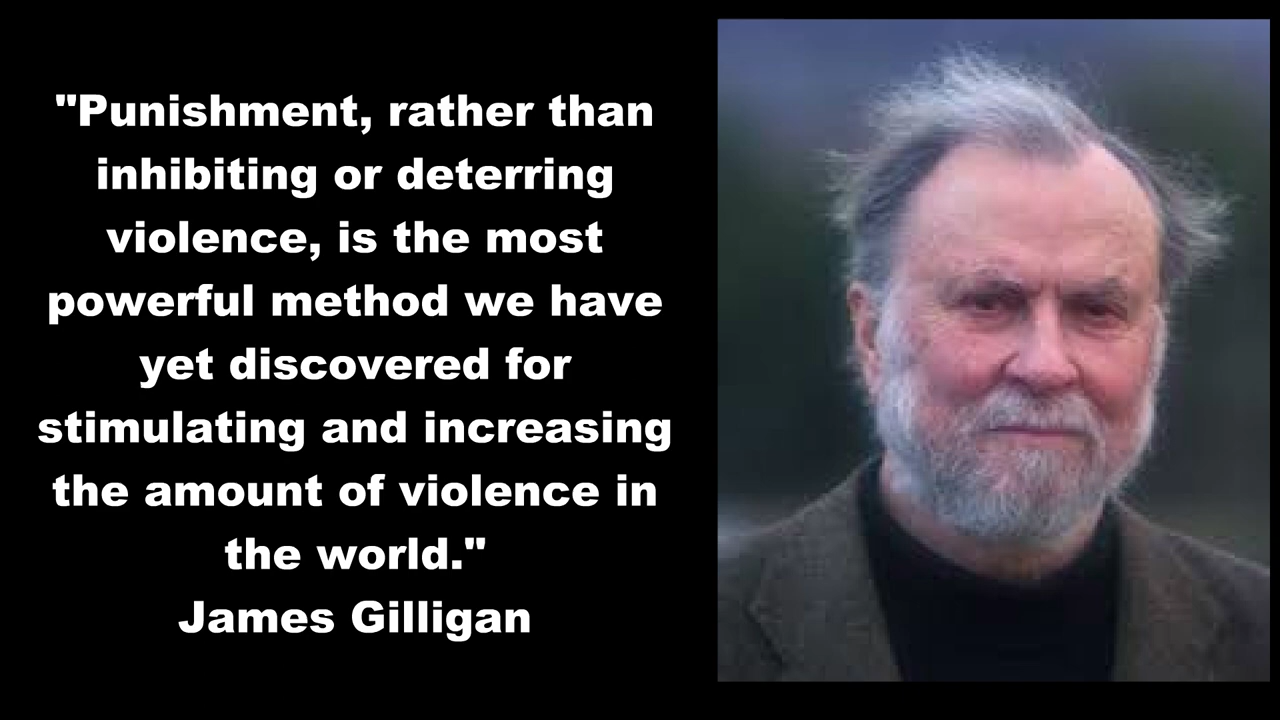 "Punishment, rather than
inhibiting or deterring
violence, is the most
powerful method we have
yet discovered for
stimulating and increasing
the amount of violence in
the world."
James Gilligan